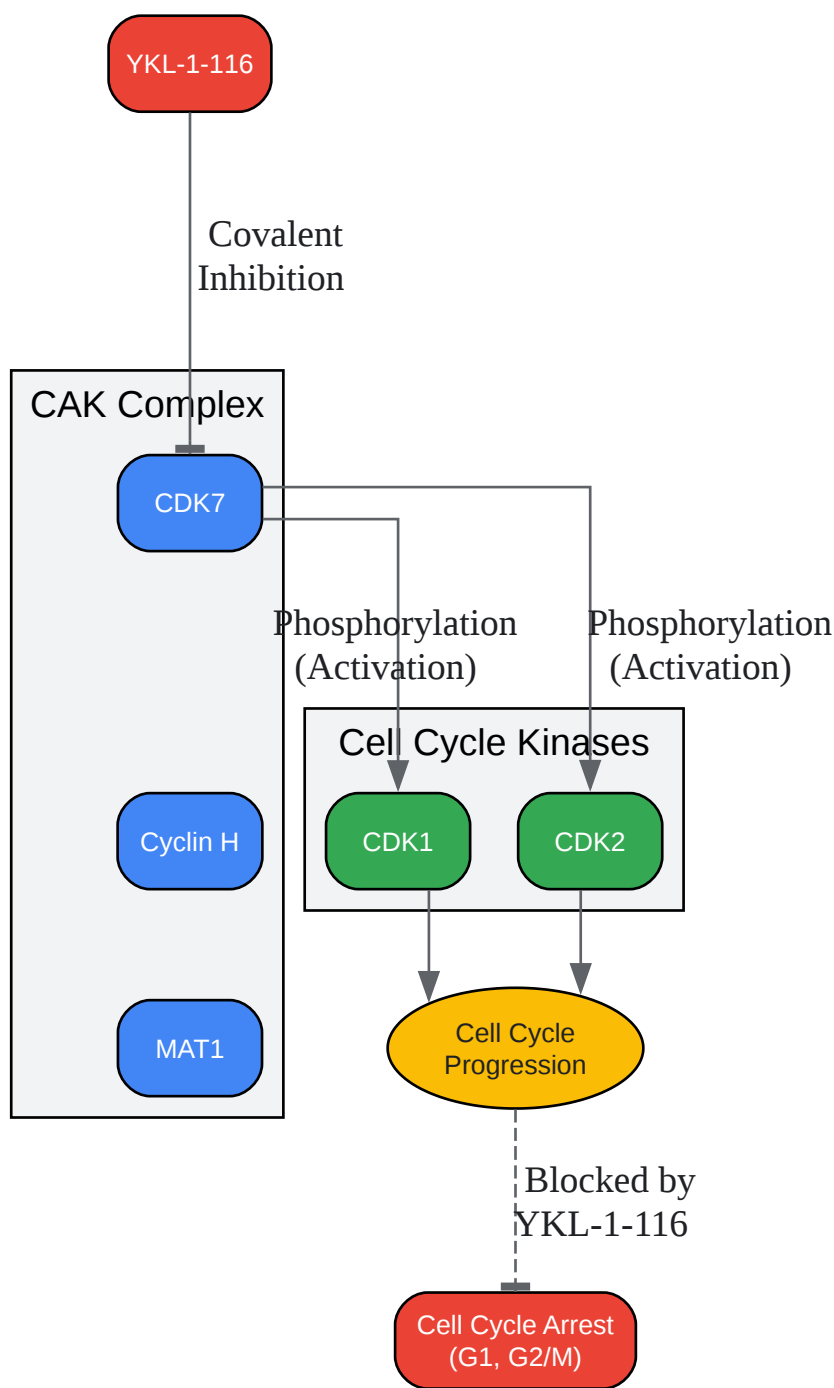 YKL-1-116
Covalent
Inhibition
CAK Complex
CDK7
Phosphorylation
(Activation)
Phosphorylation
(Activation)
Cell Cycle Kinases
Cyclin H
CDK1
CDK2
MAT1
Cell Cycle
Progression
Blocked by
YKL-1-116
Cell Cycle Arrest
(G1, G2/M)